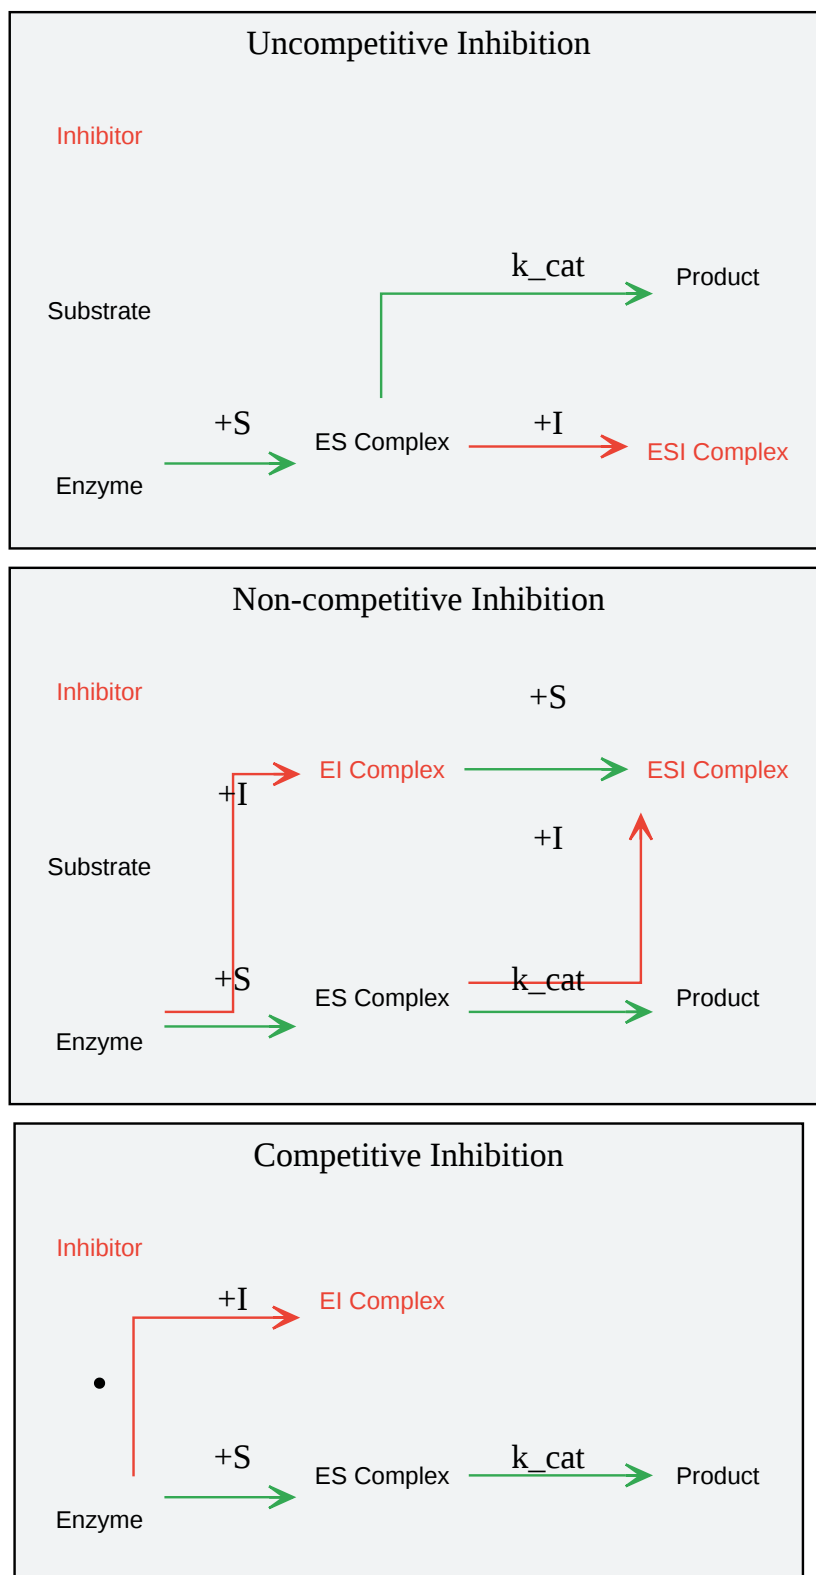 Uncompetitive Inhibition
Inhibitor
k_cat
Product
Substrate
+S
ES Complex
+I
ESI Complex
Enzyme
Non-competitive Inhibition
Inhibitor
+S
EI Complex
ESI Complex
+I
+I
Substrate
+S
k_cat
ES Complex
Product
Enzyme
Competitive Inhibition
Inhibitor
+I
EI Complex
+S
k_cat
ES Complex
Product
Enzyme